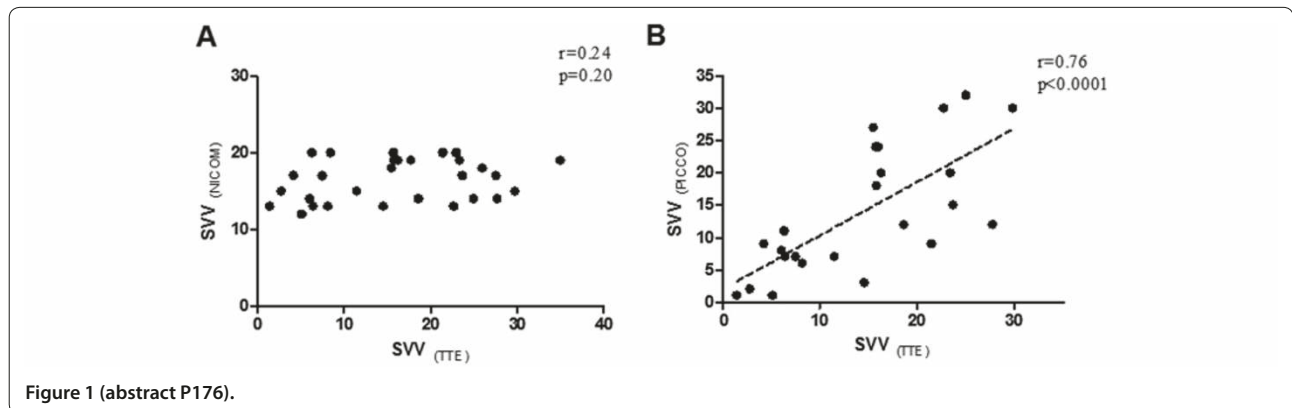 A
r=0.24
p=0.20
30
20
10
0
SVV (NICOM)
0 10 20 30 40
SVV (TTE)
B
r=0.76
p<0.0001
35
30
25
20
15
10
5
0
SVV (PICCO)
0 10 20 30
SVV (TTE)
Figure 1 (abstract P176).